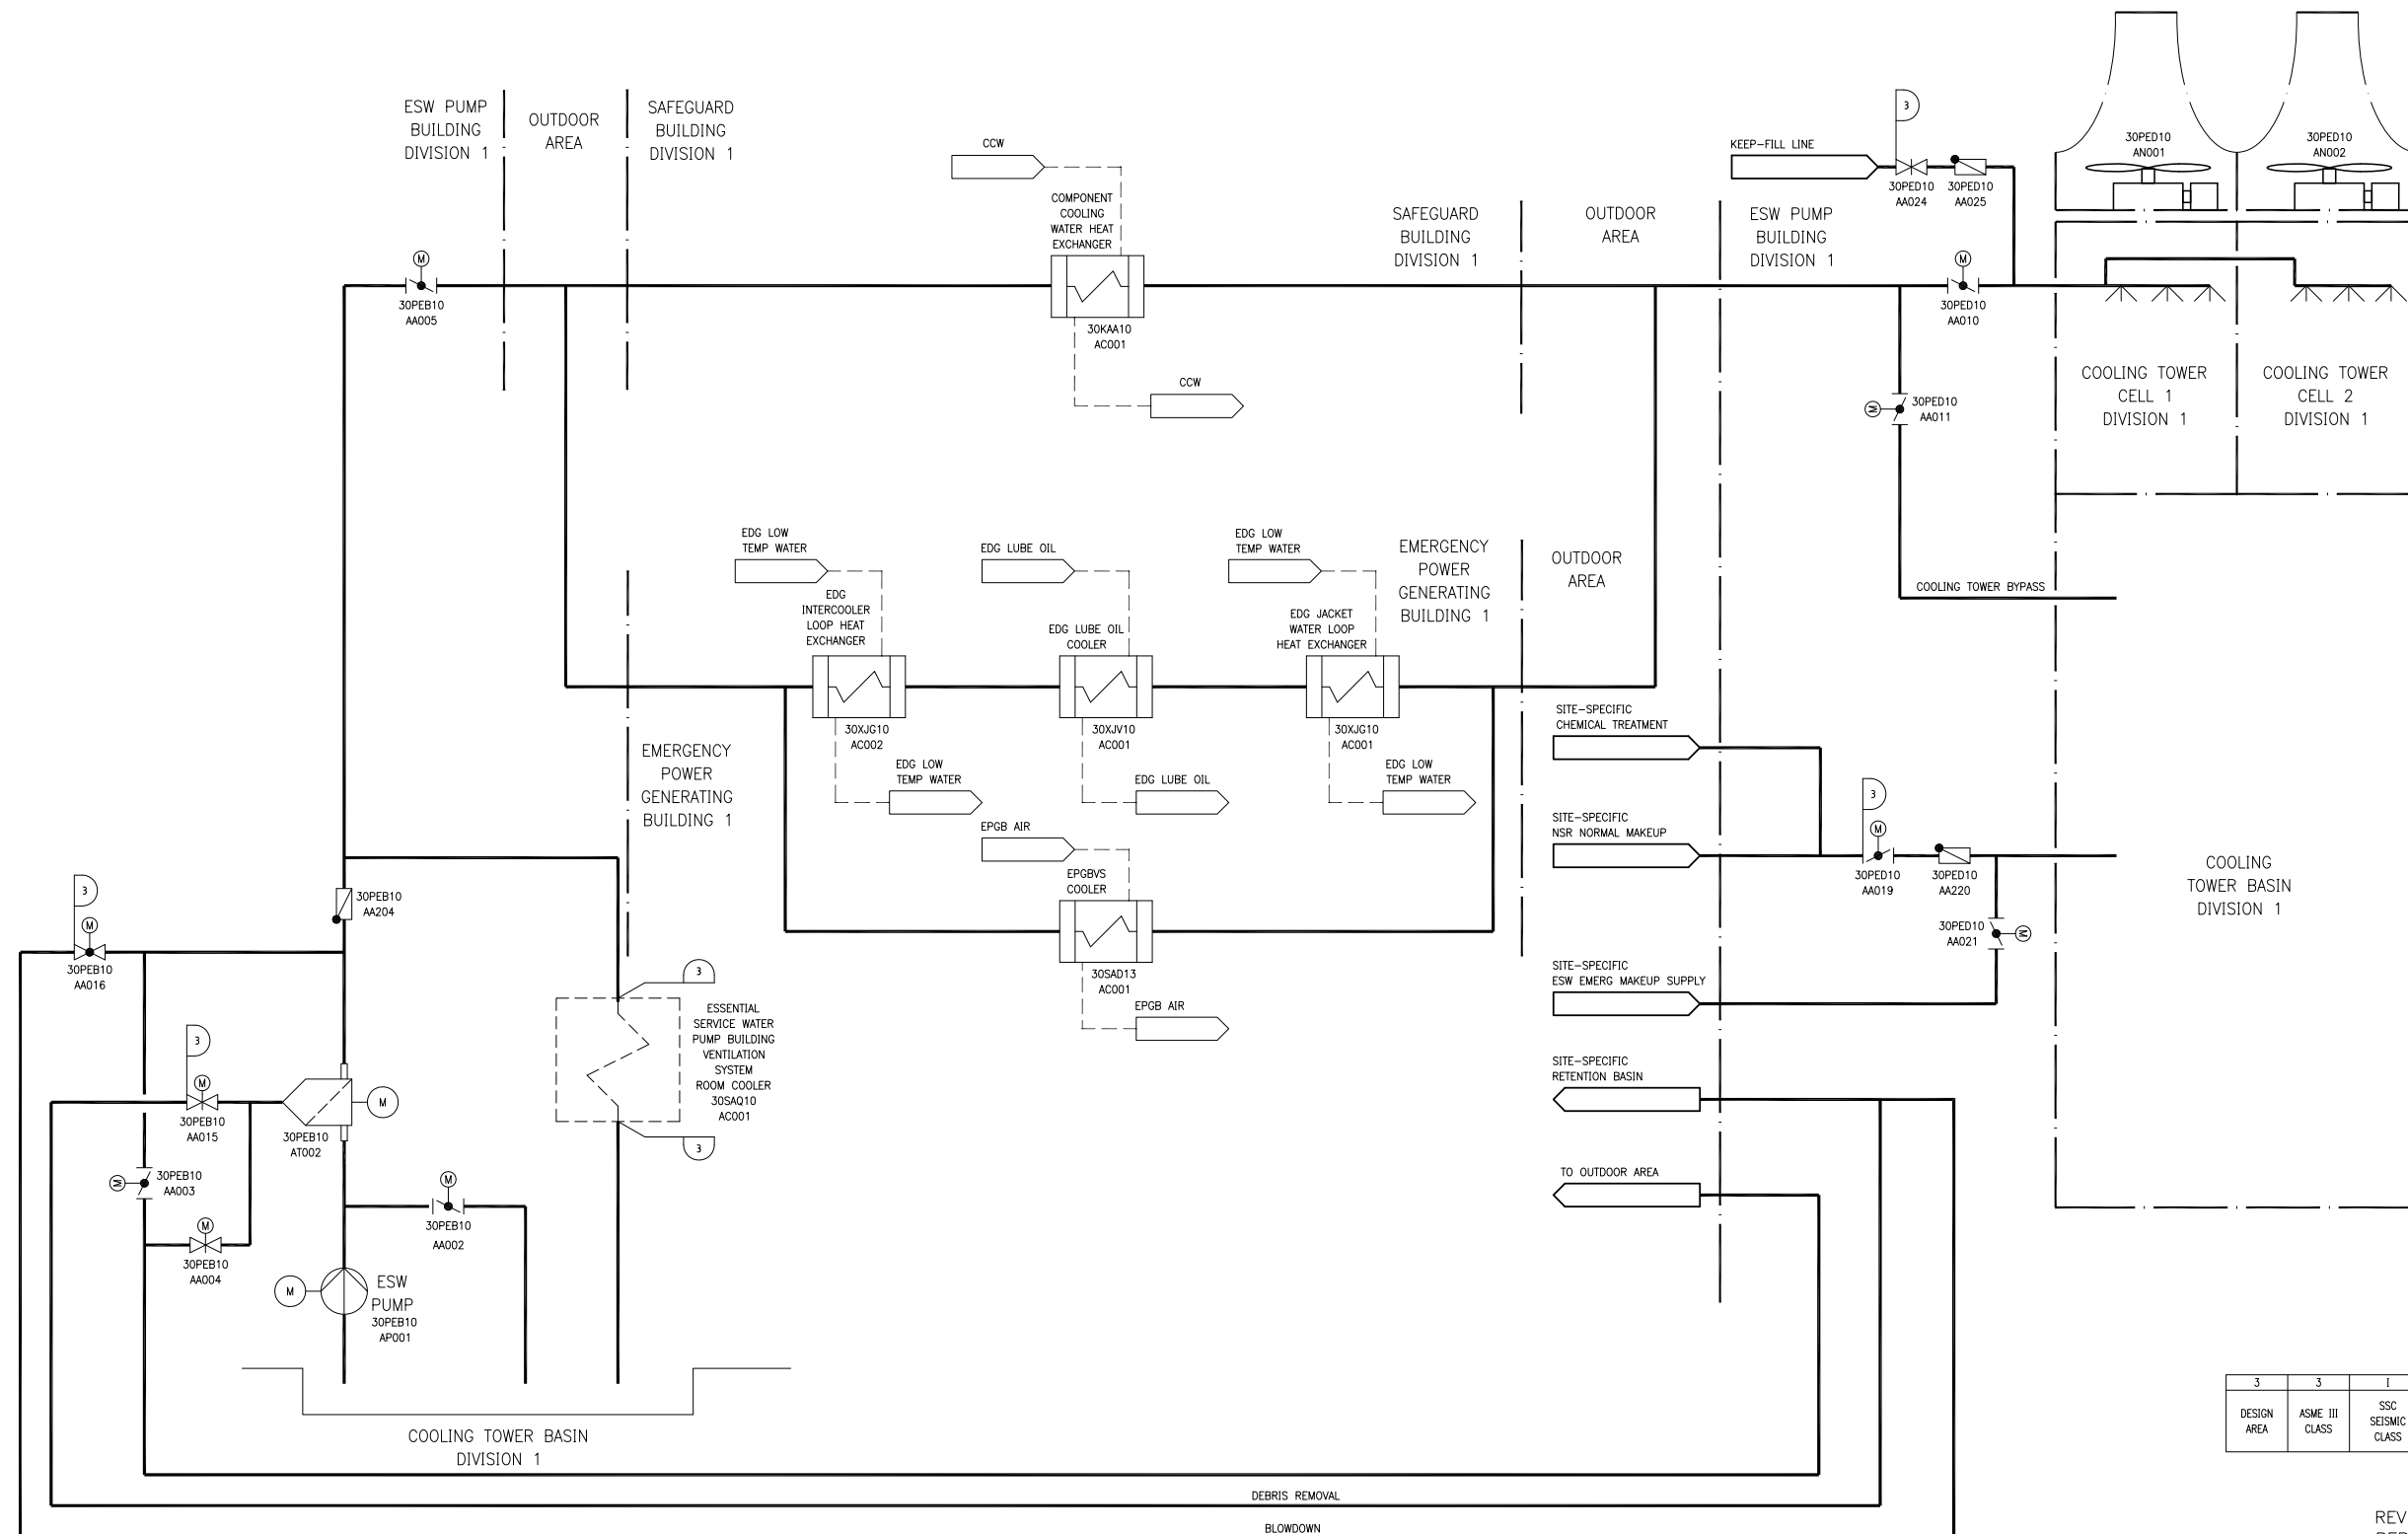 ESW PUMP
BUILDING
DIVISION 1
OUTDOOR
AREA
SAFEGUARD
BUILDING
DIVISION 1
CCW
COMPONENT
COOLING
WATER HEAT
EXCHANGER
30KAA10
AC001
CCW
SAFEGUARD
BUILDING
DIVISION 1
OUTDOOR
AREA
ESW PUMP
BUILDING
DIVISION 1
KEEP-FILL LINE
3
30PED10
AA024
30PED10
AA025
30PED10
AN001
30PED10
AN002
M
30PEB10
AA005
M
30PED10
AA010
M
30PED10
AA011
COOLING TOWER
CELL 1
DIVISION 1
COOLING TOWER
CELL 2
DIVISION 1
COOLING TOWER BYPASS
EDG LOW
TEMP WATER
EDG
INTERCOOLER
LOOP HEAT
EXCHANGER
30XJG10
AC002
EDG LOW
TEMP WATER
EDG LUBE OIL
EDG LUBE OIL
COOLER
30XJV10
AC001
EDG LUBE OIL
EDG LOW
TEMP WATER
EDG JACKET
WATER LOOP
HEAT EXCHANGER
30XJG10
AC001
EDG LOW
TEMP WATER
EMERGENCY
POWER
GENERATING
BUILDING 1
OUTDOOR
AREA
EMERGENCY
POWER
GENERATING
BUILDING 1
EPGB AIR
EPGBVS
COOLER
30SAD13
AC001
EPGB AIR
SITE-SPECIFIC
CHEMICAL TREATMENT
SITE-SPECIFIC
NSR NORMAL MAKEUP
3
M
30PED10
AA019
30PED10
AA220
30PED10
AA021
M
SITE-SPECIFIC
ESW EMERG MAKEUP SUPPLY
SITE-SPECIFIC
RETENTION BASIN
TO OUTDOOR AREA
COOLING
TOWER BASIN
DIVISION 1
30PEB10
AA204
3
M
30PEB10
AA016
3
M
30PEB10
AA015
30PEB10
AT002
M
M
30PEB10
AA003
M
30PEB10
AA004
M
30PEB10
AA002
M
ESW
PUMP
30PEB10
AP001
3
ESSENTIAL
SERVICE WATER
PUMP BUILDING
VENTILATION
SYSTEM
ROOM COOLER
30SAQ10
AC001
3
COOLING TOWER BASIN
DIVISION 1
DEBRIS REMOVAL
BLOWDOWN
3 3 I
DESIGN
AREA
ASME III
CLASS
SSC
SEISMIC
CLASS
REV